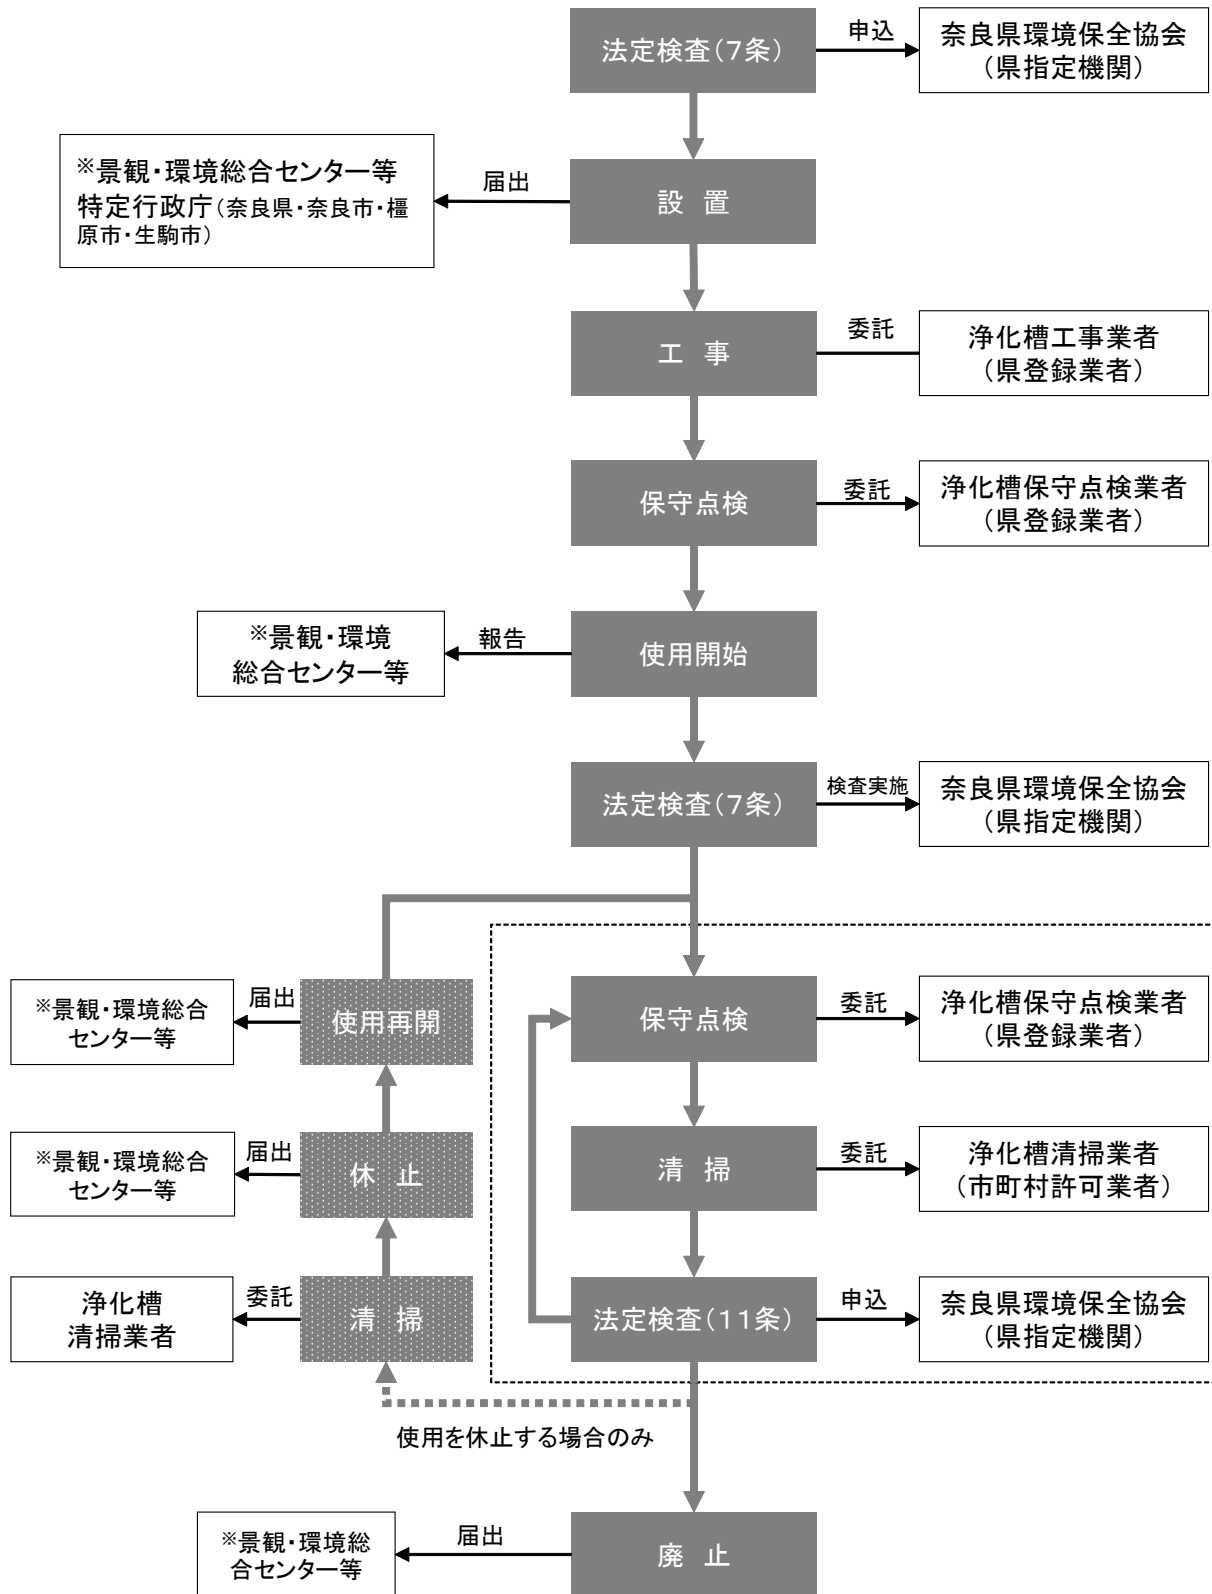 法定検査（７条）
申込
奈良県環境保全協会
（県指定機関）
※景観・環境総合センター等
特定行政庁（奈良県・奈良市・橿
原市・生駒市）
届出
設　置
工　事
委託
浄化槽工事業者
（県登録業者）
保守点検
委託
浄化槽保守点検業者
（県登録業者）
※景観・環境
総合センター等
報告
使用開始
法定検査（７条）
検査実施
奈良県環境保全協会
（県指定機関）
※景観・環境総合
センター等
届出
使用再開
保守点検
委託
浄化槽保守点検業者
（県登録業者）
※景観・環境総合
センター等
届出
休　止
清　掃
委託
浄化槽清掃業者
（市町村許可業者）
浄化槽
清掃業者
委託
清　掃
法定検査（１１条）
申込
奈良県環境保全協会
（県指定機関）
使用を休止する場合のみ
※景観・環境総
合センター等
届出
廃　止